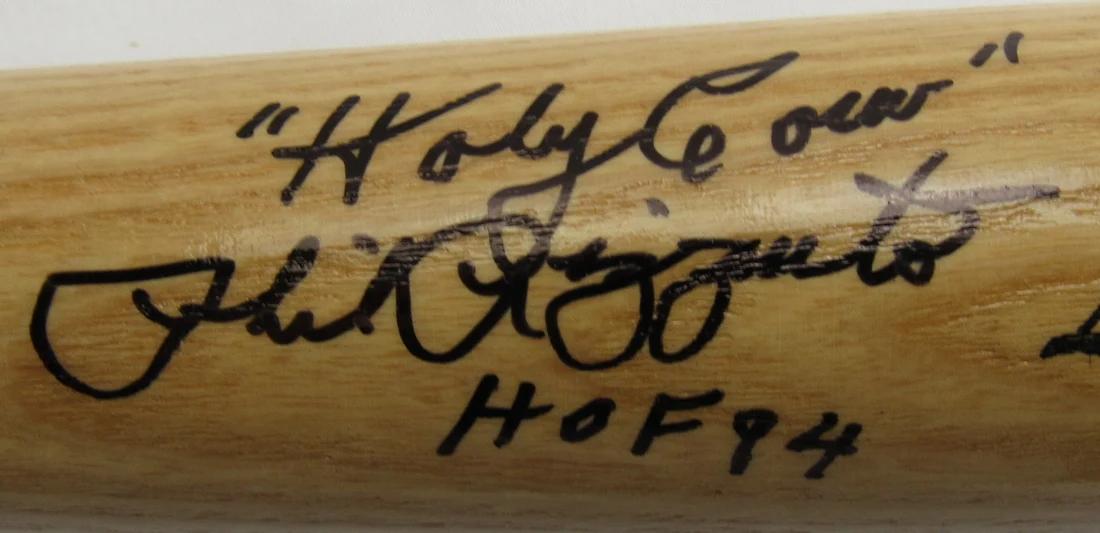 "Holy Cow"
Phil Rizzuto
HOF 94